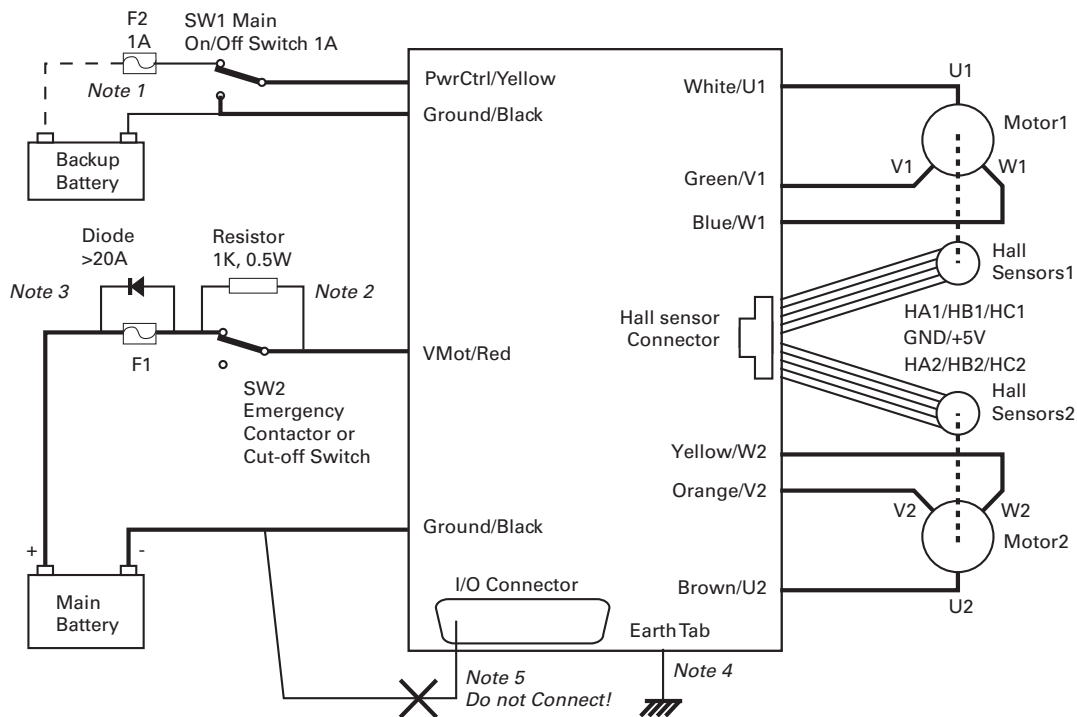 F2
1A
SW1 Main
On/Off Switch 1A
Note 1
Backup
Battery
PwrCtrl/Yellow
Ground/Black
White/U1
U1
Motor1
V1
W1
Green/V1
Blue/W1
Diode
>20A
Resistor
1K, 0.5W
Note 3
Note 2
F1
VMot/Red
SW2
Emergency
Contactor or
Cut-off Switch
Hall sensor
Connector
Hall
Sensors1
HA1/HB1/HC1
GND/+5V
HA2/HB2/HC2
Hall
Sensors2
Yellow/W2
Orange/V2
V2
W2
Motor2
Brown/U2
U2
Ground/Black
+
-
Main
Battery
I/O Connector
Earth Tab
Note 5
Do not Connect!
Note 4